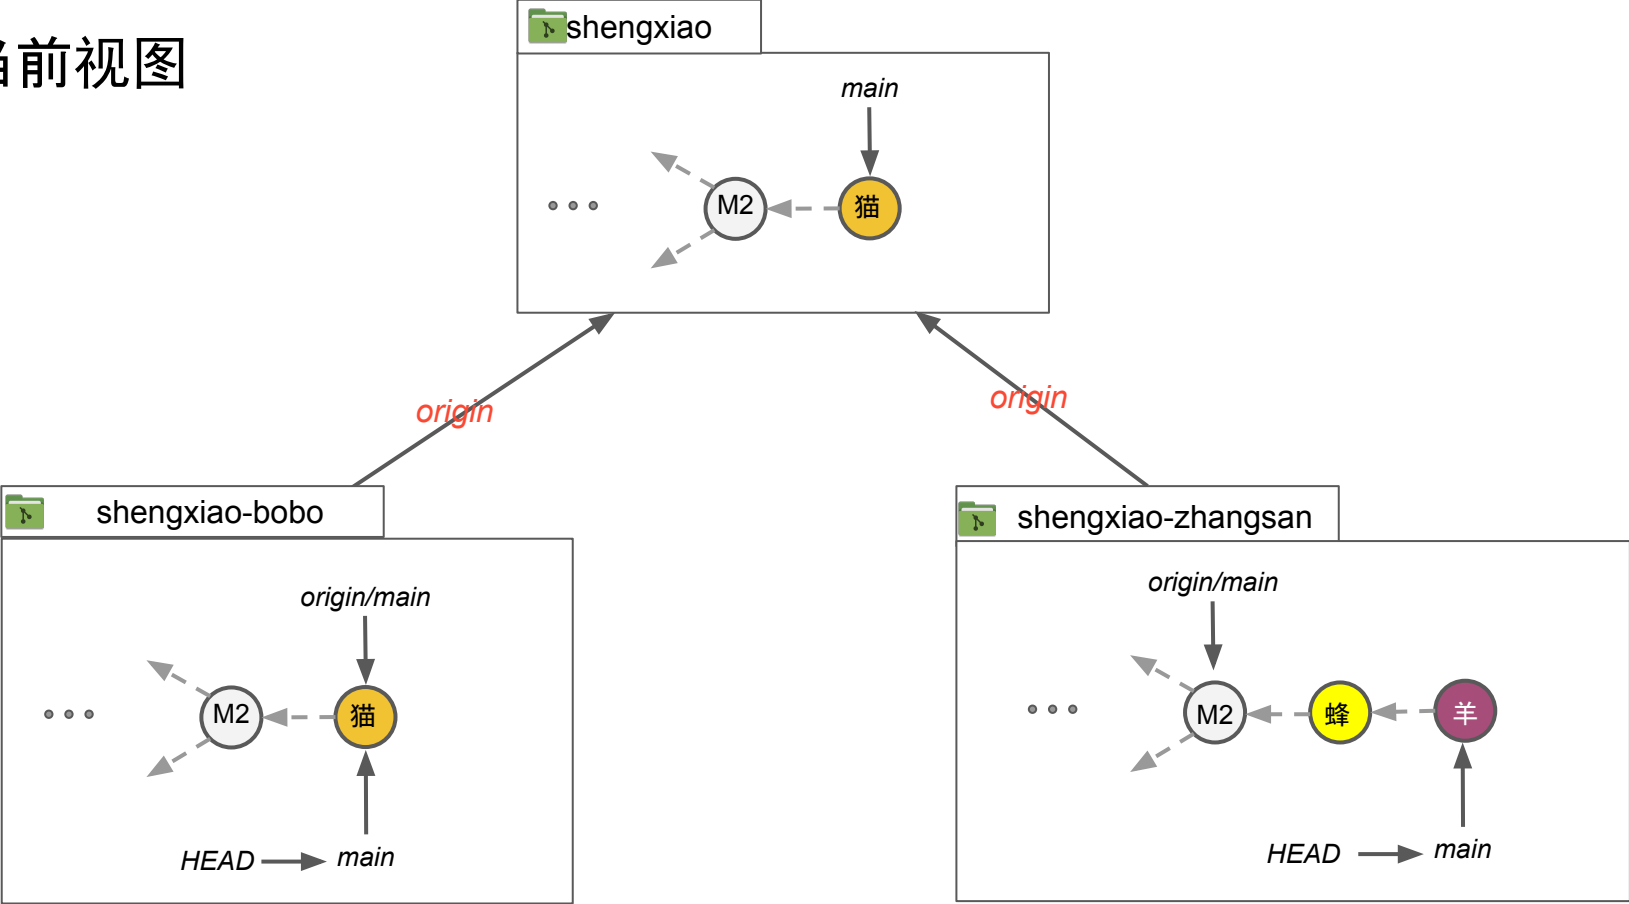 当前视图
shengxiao
main
M2
猫
origin
origin
shengxiao-bobo
origin/main
M2
猫
HEAD
main
shengxiao-zhangsan
origin/main
M2
蜂
羊
HEAD
main